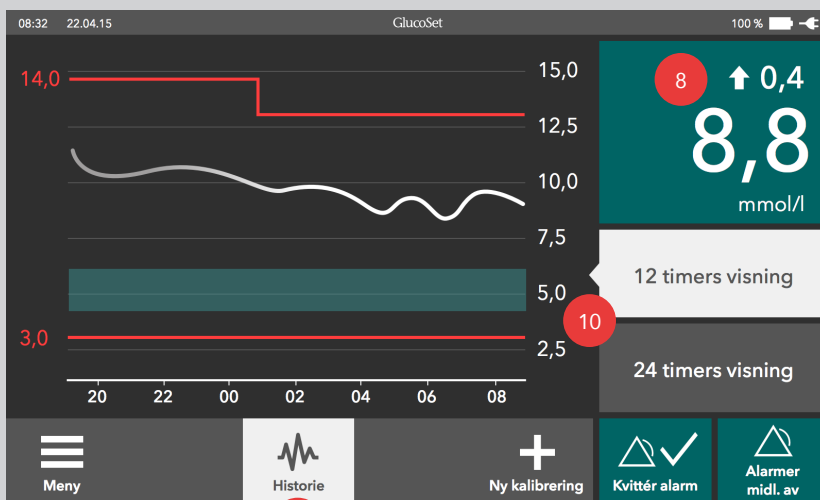 08:32 22.04.15 GlucoSet 100 %
14,0
15,0
12,5
10,0
7,5
5,0
3,0
2,5
20 22 00 02 04 06 08
8
0,4
8,8
mmol/l
12 timers visning
10
24 timers visning
Meny
Historie
Ny kalibrering
Kvittér alarm
Alarmer
midl. av